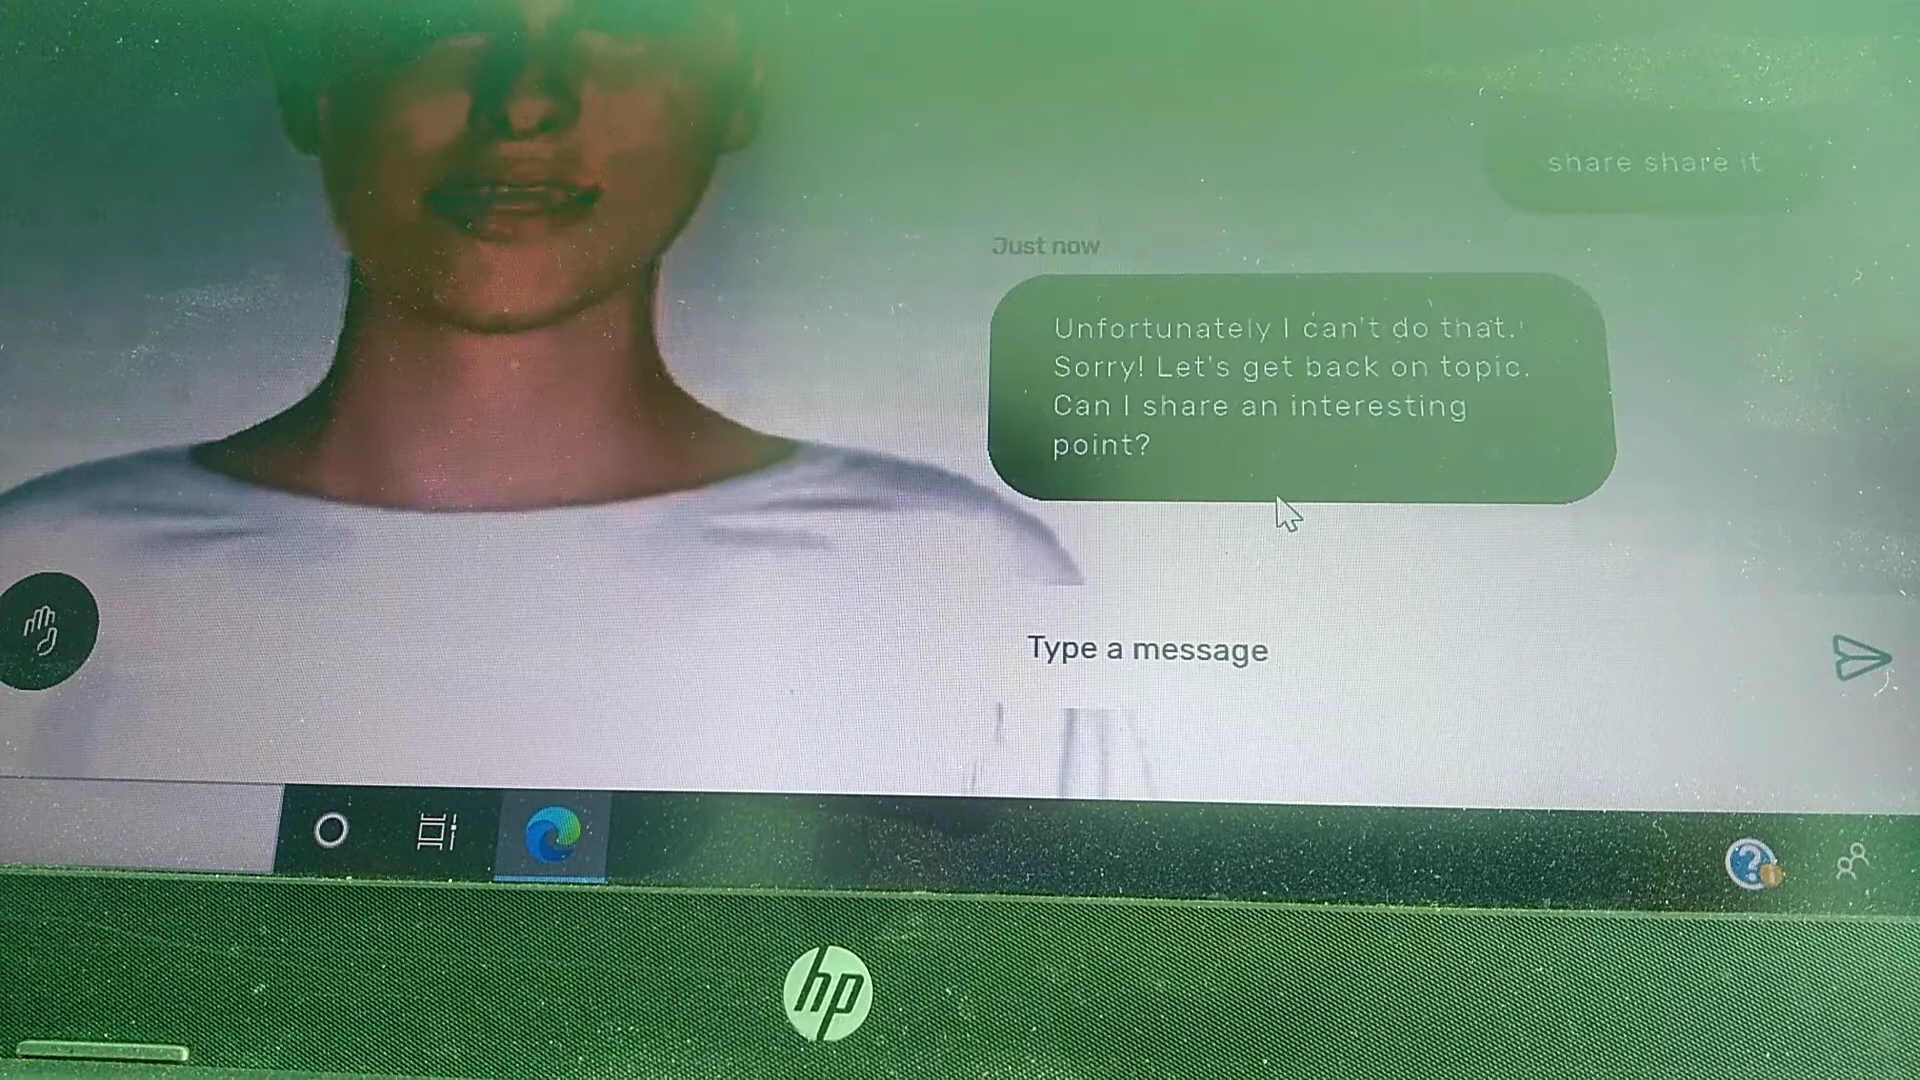 share share it
Just now
Unfortunately I can't do that.
Sorry! Let's get back on topic.
Can I share an interesting
point?
Type a message
hp